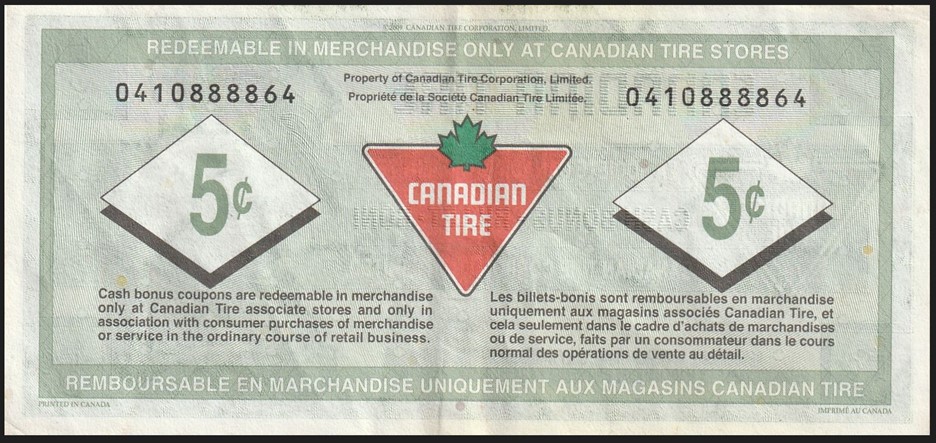 ©2009 CANADIAN TIRE CORPORATION, LIMITED.
REDEEMABLE IN MERCHANDISE ONLY AT CANADIAN TIRE STORES
Property of Canadian Tire Corporation, Limited.
Propriété de la Société Canadian Tire Limitée.
0410888864
0410888864
5¢
CANADIAN
TIRE
5¢
Cash bonus coupons are redeemable in merchandise
only at Canadian Tire associate stores and only in
association with consumer purchases of merchandise
or service in the ordinary course of retail business.
Les billets-bonis sont remboursables en marchandise
uniquement aux magasins associés Canadian Tire, et
cela seulement dans le cadre d'achats de marchandises
ou de service, faits par un consommateur dans le cours
normal des opérations de vente au détail.
REMBOURSABLE EN MARCHANDISE UNIQUEMENT AUX MAGASINS CANADIAN TIRE
PRINTED IN CANADA
IMPRIMÉ AU CANADA